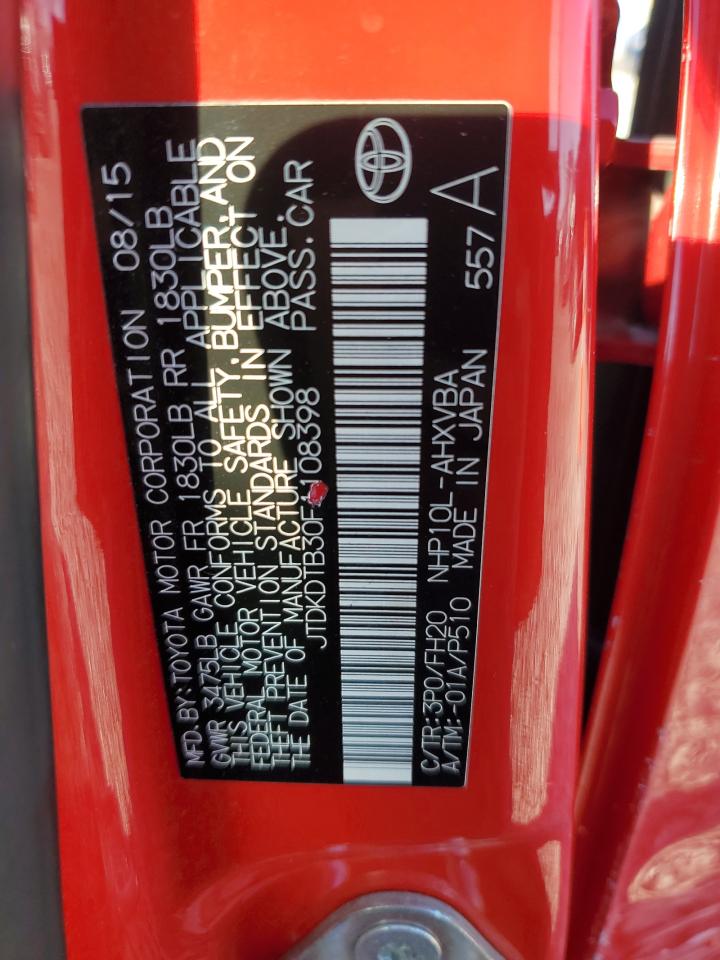 MFD.BY:TOYOTA MOTOR CORPORATION 08/15
GVWR 3475LB GAWR FR 1830LB RR 1830LB
THIS VEHICLE CONFORMS TO ALL APPLICABLE
FEDERAL MOTOR VEHICLE SAFETY, BUMPER, AND
THEFT PREVENTION STANDARDS IN EFFECT ON
THE DATE OF MANUFACTURE SHOWN ABOVE.
JTDKDTB30F1108398 PASS.CAR
C/TR:3P0/FH20 NHP10L-AHXVBA 557 A
A/TM:-01A/P510 MADE IN JAPAN